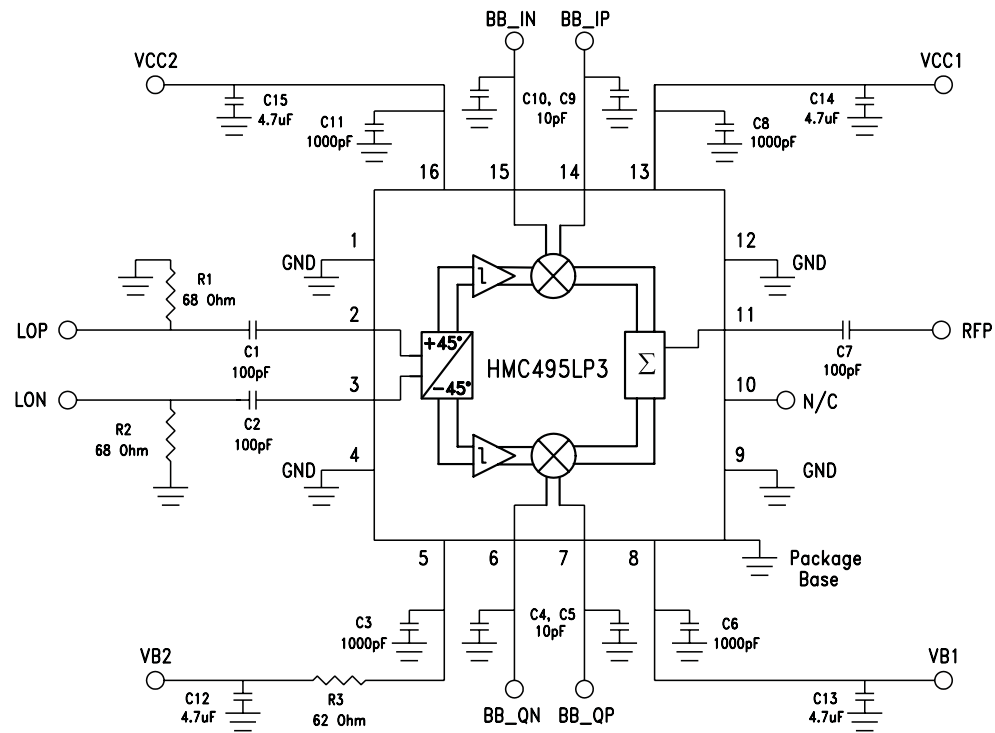 BB_IN
BB_IP
VCC2
VCC1
C15
4.7uF
C10, C9
10pF
C14
4.7uF
C11
1000pF
C8
1000pF
16
15
14
13
1
GND
12
GND
R1
68 Ohm
LOP
2
C1
100pF
+45°
-45°
HMC495LP3
Σ
11
C7
100pF
RFP
LON
3
C2
100pF
R2
68 Ohm
10
N/C
4
GND
9
GND
5
6
7
8
Package
Base
C3
1000pF
C4, C5
10pF
C6
1000pF
VB2
VB1
C12
4.7uF
R3
62 Ohm
BB_QN
BB_QP
C13
4.7uF